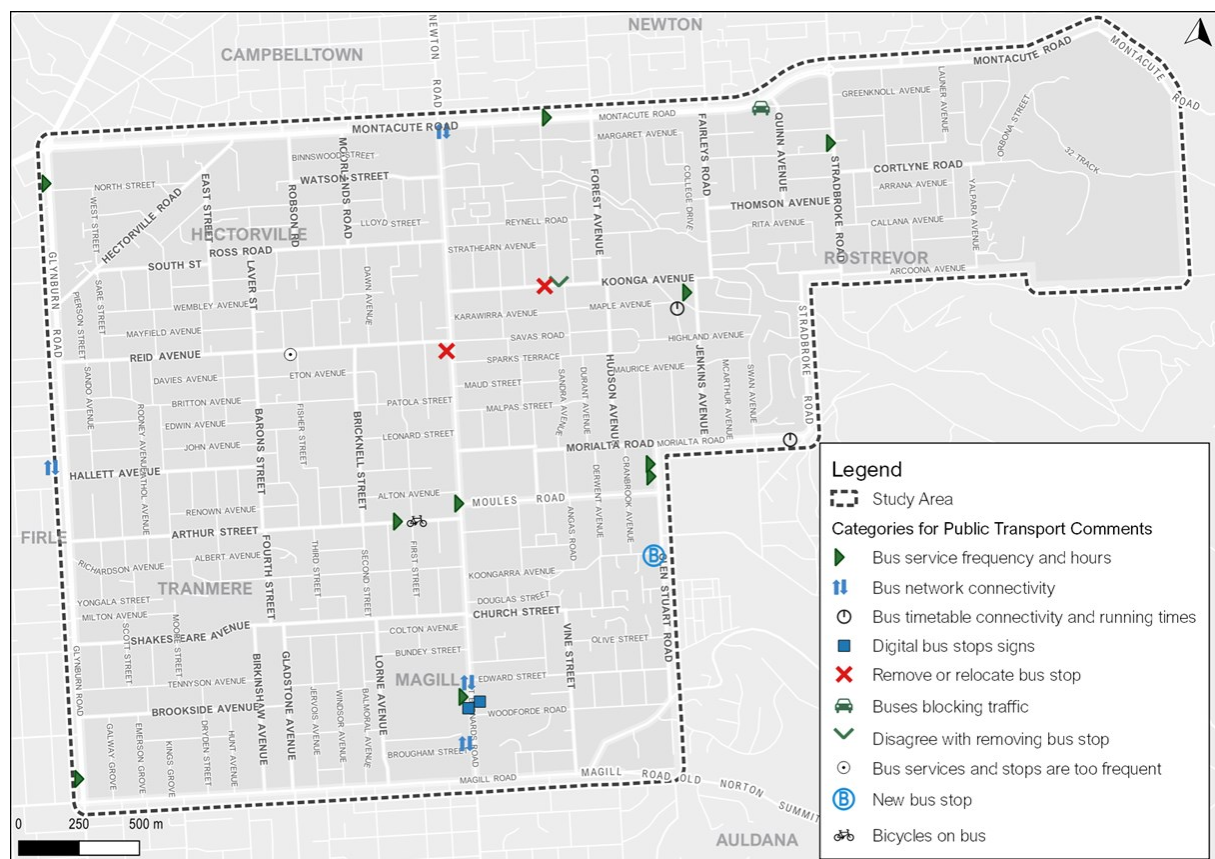 NEWTON
CAMPBELLTOWN
NEWTON ROAD
MONTACUTE ROAD
MONTACUTE ROAD
GREENKNOLL AVENUE
LAUNER AVENUE
ORBONA STREET
MONTACUTE ROAD
MONTACUTE ROAD
MARGARET AVENUE
FAIRLEYS ROAD
QUINN AVENUE
BINNSWOOD STREET
MOORLANDS ROAD
WATSON STREET
NORTH STREET
WEST STREET
HECTORVILLE ROAD
EAST STREET
ROBSON RD
FOREST AVENUE
COLLEGE DRIVE
STRADBROKE ROAD
CORTLYNE ROAD
32 TRACK
ARRANA AVENUE
YALPARA AVENUE
THOMSON AVENUE
LLOYD STREET
REYNELL ROAD
RITA AVENUE
CALLANA AVENUE
HECTORVILLE
ROSS ROAD
STRATHEARN AVENUE
ROSTREVOR
SOUTH ST
ARCOONA AVENUE
GLYNBURN ROAD
SARE STREET
PIERSON STREET
LAVER ST
DAWN AVENUE
KOONGA AVENUE
WEMBLEY AVENUE
KARAWIRRA AVENUE
MAPLE AVENUE
STRADBROKE ROAD
MAYFIELD AVENUE
SAVAS ROAD
HIGHLAND AVENUE
REID AVENUE
SPARKS TERRACE
DAVIES AVENUE
ETON AVENUE
MAURICE AVENUE
MAUD STREET
SANDO AVENUE
SANDRA AVENUE
DURANT AVENUE
HUDSON AVENUE
JENKINS AVENUE
MCARTHUR AVENUE
SWAN AVENUE
BRITTON AVENUE
PATOLA STREET
MALPAS STREET
RODNEY AVENUE
EDWIN AVENUE
BARONS STREET
FISHER STREET
BRICKNELL STREET
LEONARD STREET
JOHN AVENUE
MORIALTA ROAD
MORIALTA ROAD
HALLETT AVENUE
ALTON AVENUE
MOULES ROAD
DERWENT AVENUE
CRANBROOK AVENUE
RENOWN AVENUE
ANGAS ROAD
FIRLE
ARTHUR STREET
ALBERT AVENUE
FOURTH STREET
THIRD STREET
SECOND STREET
FIRST STREET
RICHARDSON AVENUE
KOONGARRA AVENUE
GLEN STUART ROAD
TRANMERE
YONGALA STREET
DOUGLAS STREET
MILTON AVENUE
CHURCH STREET
SCOTT STREET
MOORE STREET
SHAKESPEARE AVENUE
COLTON AVENUE
VINE STREET
OLIVE STREET
GLYNBURN ROAD
BUNDEY STREET
TENNYSON AVENUE
BIRKINSHAW AVENUE
GLADSTONE AVENUE
LORNE AVENUE
MAGILL
EDWARD STREET
BROOKSIDE AVENUE
WOODFORDE ROAD
GALWAY GROVE
EMERSON GROVE
KINGS GROVE
DRYDEN STREET
HUNT AVENUE
JERVOIS AVENUE
WINDSOR AVENUE
BALMORAL AVENUE
BROUGHAM STREET
MAGILL ROAD
MAGILL ROAD
OLD NORTON SUMMIT
AULDANA
0 250 500 m
Legend
Study Area
Categories for Public Transport Comments
Bus service frequency and hours
Bus network connectivity
Bus timetable connectivity and running times
Digital bus stops signs
Remove or relocate bus stop
Buses blocking traffic
Disagree with removing bus stop
Bus services and stops are too frequent
B New bus stop
Bicycles on bus
B